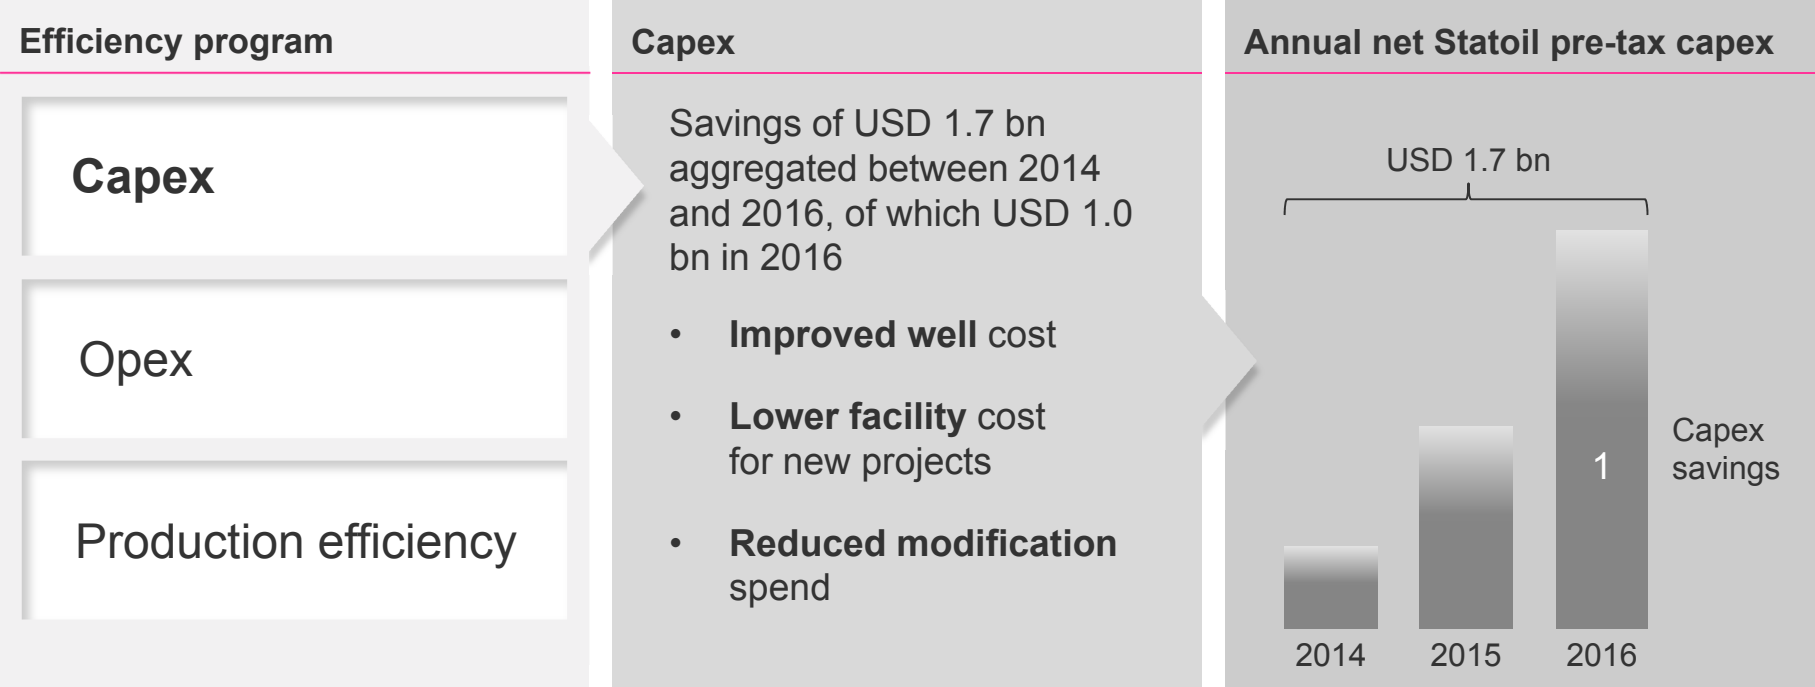 Efficiency program
Capex
Opex
Production efficiency
Capex
Savings of USD 1.7 bn
aggregated between 2014
and 2016, of which USD 1.0
bn in 2016
• Improved well cost
• Lower facility cost
for new projects
• Reduced modification
spend
Annual net Statoil pre-tax capex
USD 1.7 bn
1
Capex
savings
2014 2015 2016